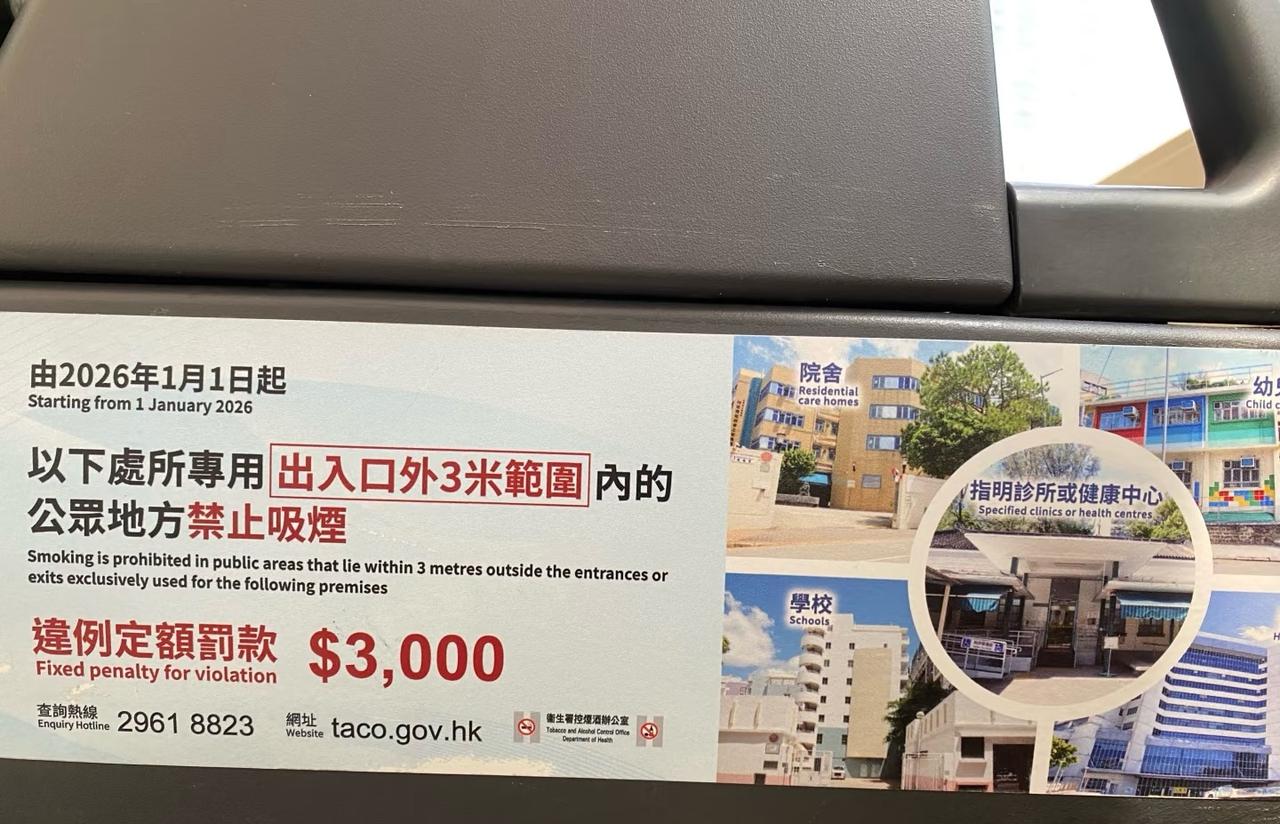 由2026年1月1日起
Starting from 1 January 2026
以下處所專用出入口外3米範圍內的
公眾地方禁止吸煙
Smoking is prohibited in public areas that lie within 3 metres outside the entrances or
exits exclusively used for the following premises
違例定額罰款 $3,000
Fixed penalty for violation
查詢熱線
Enquiry Hotline
2961 8823
網址
Website
taco.gov.hk
衞生署控煙酒辦公室
Tobacco and Alcohol Control Office
Department of Health
院舍
Residential
care homes
幼
Child c
指明診所或健康中心
Specified clinics or health centres
學校
Schools
H